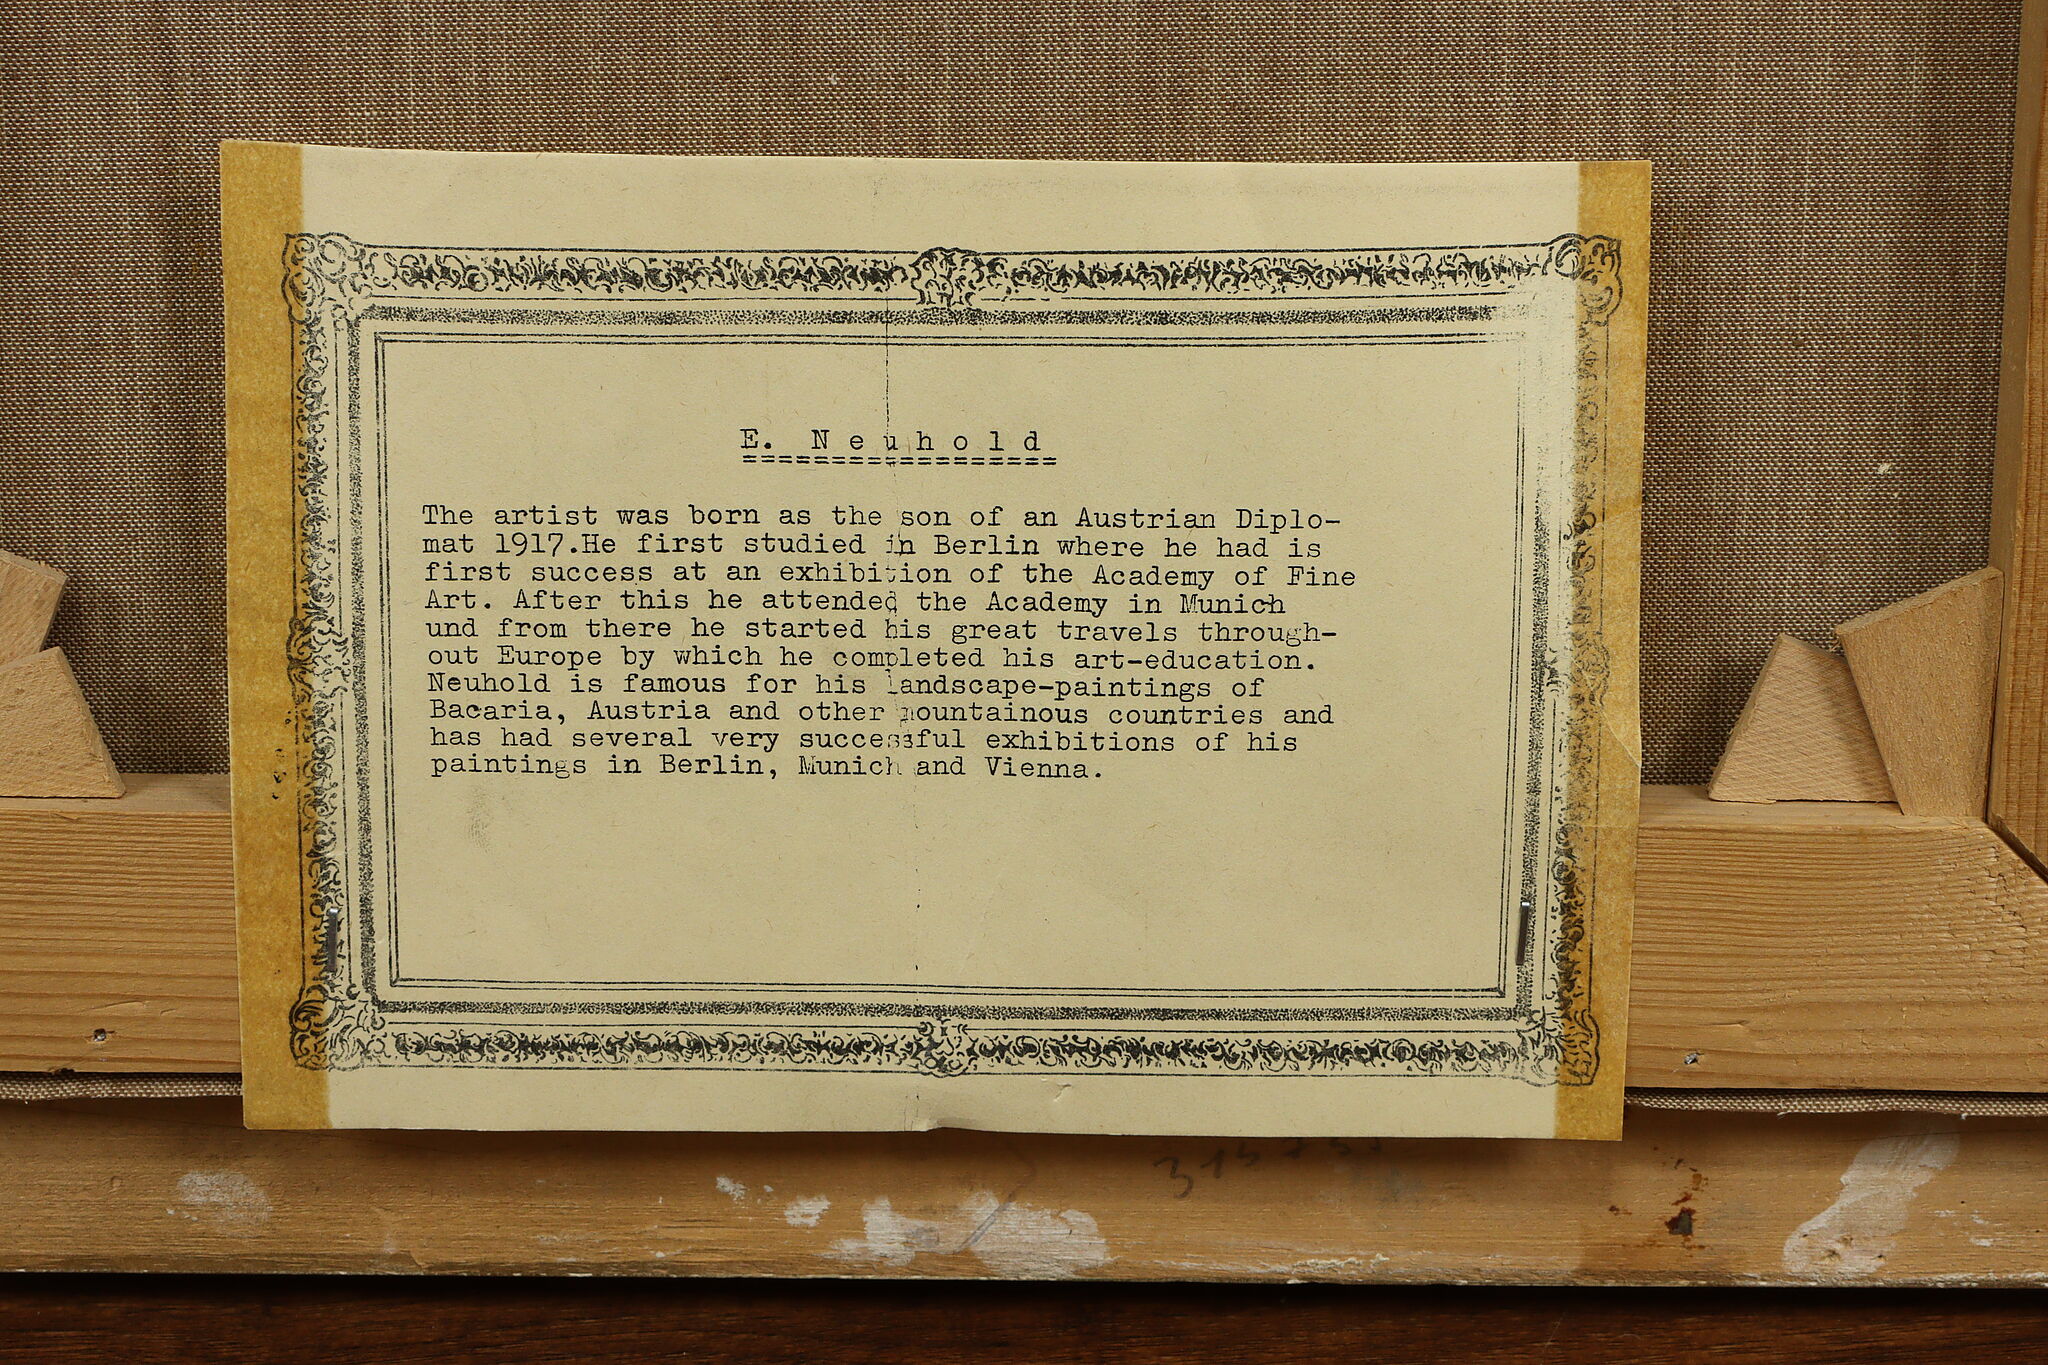 E. Neuhold
The artist was born as the son of an Austrian Diplo-
mat 1917.He first studied in Berlin where he had is
first success at an exhibition of the Academy of Fine
Art. After this he attended the Academy in Munich
und from there he started his great travels through-
out Europe by which he completed his art-education.
Neuhold is famous for his landscape-paintings of
Bacaria, Austria and other mountainous countries and
has had several very successful exhibitions of his
paintings in Berlin, Munich and Vienna.